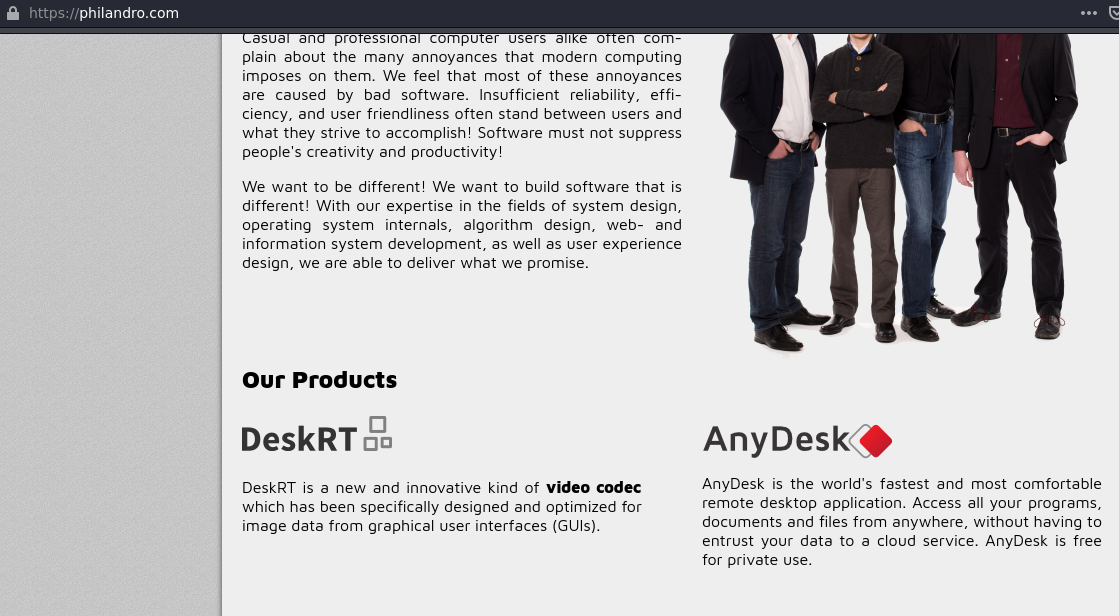 https://philandro.com
Casual and professional computer users alike often com-
plain about the many annoyances that modern computing
imposes on them. We feel that most of these annoyances
are caused by bad software. Insufficient reliability, effi-
ciency, and user friendliness often stand between users and
what they strive to accomplish! Software must not suppress
people's creativity and productivity!
We want to be different! We want to build software that is
different! With our expertise in the fields of system design,
operating system internals, algorithm design, web- and
information system development, as well as user experience
design, we are able to deliver what we promise.
Our Products
DeskRT
DeskRT is a new and innovative kind of video codec
which has been specifically designed and optimized for
image data from graphical user interfaces (GUIs).
AnyDesk
AnyDesk is the world's fastest and most comfortable
remote desktop application. Access all your programs,
documents and files from anywhere, without having to
entrust your data to a cloud service. AnyDesk is free
for private use.